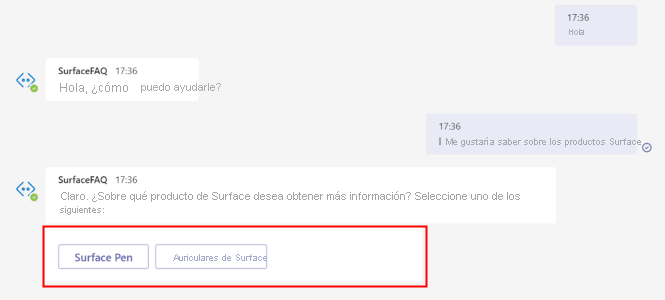 17:36
Hola
SurfaceFAQ 17:36
Hola, ¿cómo puedo ayudarle?
17:36
Me gustaría saber sobre los productos Surface
SurfaceFAQ 17:36
Claro. ¿Sobre qué producto de Surface desea obtener más información? Seleccione uno de los
siguientes:
Surface Pen Auriculares de Surface